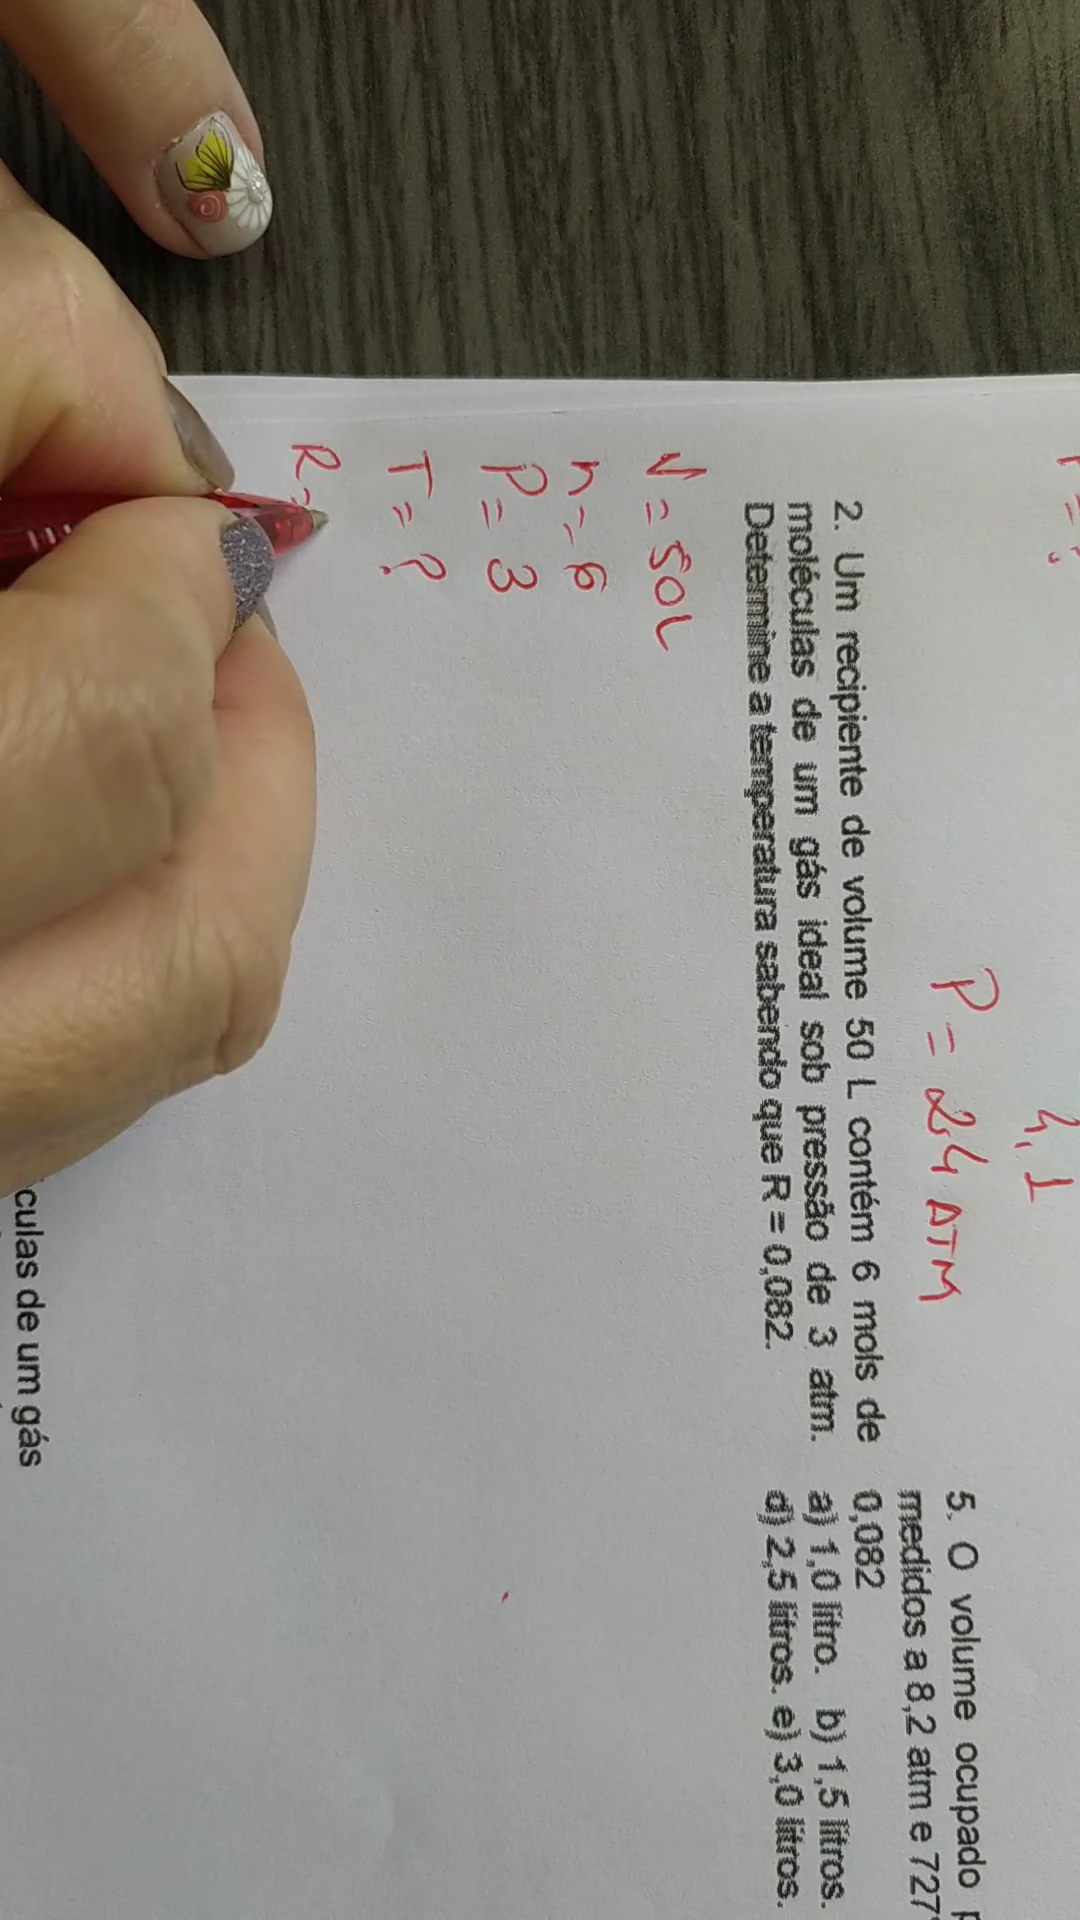 4,1
P = 2,4 ATM
2. Um recipiente de volume 50 L contém 6 mols de
moléculas de um gás ideal sob pressão de 3 atm.
Determine a temperatura sabendo que R = 0,082.
V = 50L
n = 6
P = 3
T = ?
R =
culas de um gás
5. O volume ocupado
medidos a 8,2 atm e 727°
0,082
a) 1,0 litro. b) 1,5 litros.
d) 2,5 litros. e) 3,0 litros.